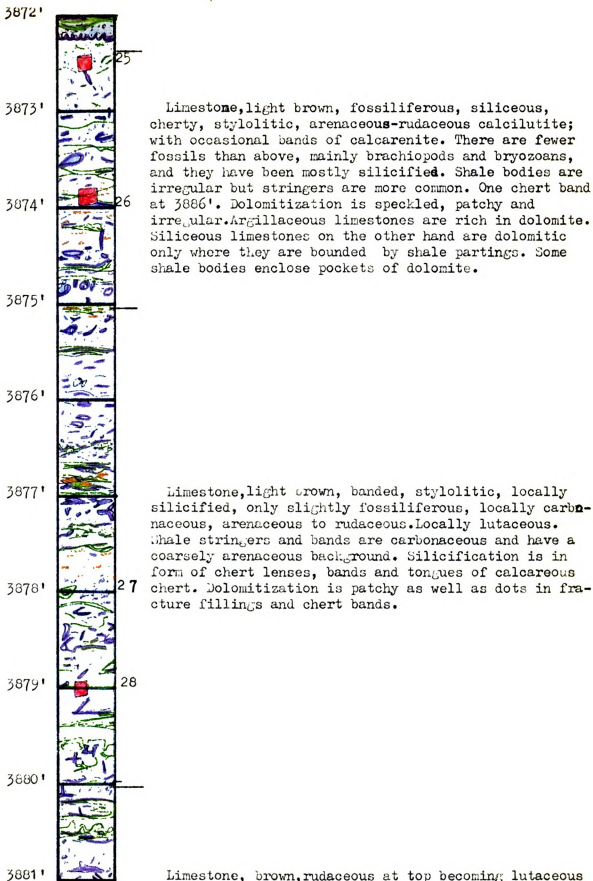 3872'
25
3873'
Limestone,light brown, fossiliferous, siliceous,
cherty, stylolitic, arenaceous-rudaceous calcilutite;
with occasional bands of calcarenite. There are fewer
fossils than above, mainly brachiopods and bryozoans,
and they have been mostly silicified. Shale bodies are
irregular but stringers are more common. One chert band
3874'
26
at 3886'. Dolomitization is speckled, patchy and
irregular.Argillaceous limestones are rich in dolomite.
Siliceous limestones on the other hand are dolomitic
only where they are bounded by shale partings. Some
shale bodies enclose pockets of dolomite.
3875'
3876'
3877'
Limestone,light brown, banded, stylolitic, locally
silicified, only slightly fossiliferous, locally carbo-
naceous, arenaceous to rudaceous.Locally lutaceous.
Shale stringers and bands are carbonaceous and have a
coarsely arenaceous background. Silicification is in
form of chert lenses, bands and tongues of calcareous
3878'
27
chert. Dolomitization is patchy as well as dots in fra-
cture fillings and chert bands.
3879'
28
3880'
3881'
Limestone, brown,rudaceous at top becoming lutaceous